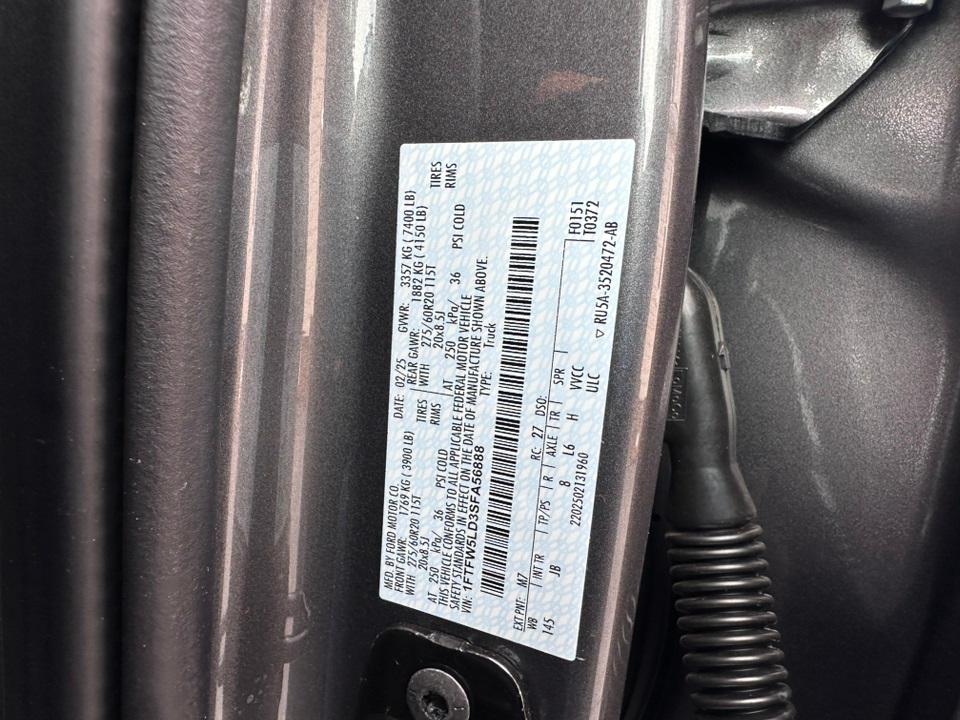 MFD. BY FORD MOTOR CO. DATE: 02/25 GVWR: 3357 KG ( 7400 LB)
FRONT GAWR: 1769 KG ( 3900 LB) REAR GAWR: 1882 KG ( 4150 LB)
WITH 275/60R20 115T TIRES WITH 275/60R20 115T TIRES
20x8.5J RIMS 20x8.5J RIMS
AT 250 kPa/ 36 PSI COLD AT 250 kPa/ 36 PSI COLD
THIS VEHICLE CONFORMS TO ALL APPLICABLE FEDERAL MOTOR VEHICLE
SAFETY STANDARDS IN EFFECT ON THE DATE OF MANUFACTURE SHOWN ABOVE.
VIN: 1FTFW5LD3SFA56888 TYPE: Truck
EXT PNT: M7 RC: 27 DSO: F0151
WB INT TR TP/PS R AXLE TR SPR T0372
145 JB 8 L6 H VVCC
220250213196O ULC ▽ RU5A-3520472-AB